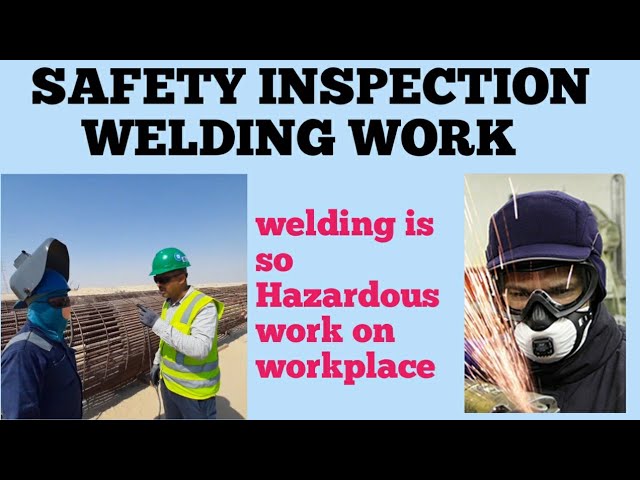 SAFETY INSPECTION
WELDING WORK
welding is
so
Hazardous
work on
workplace